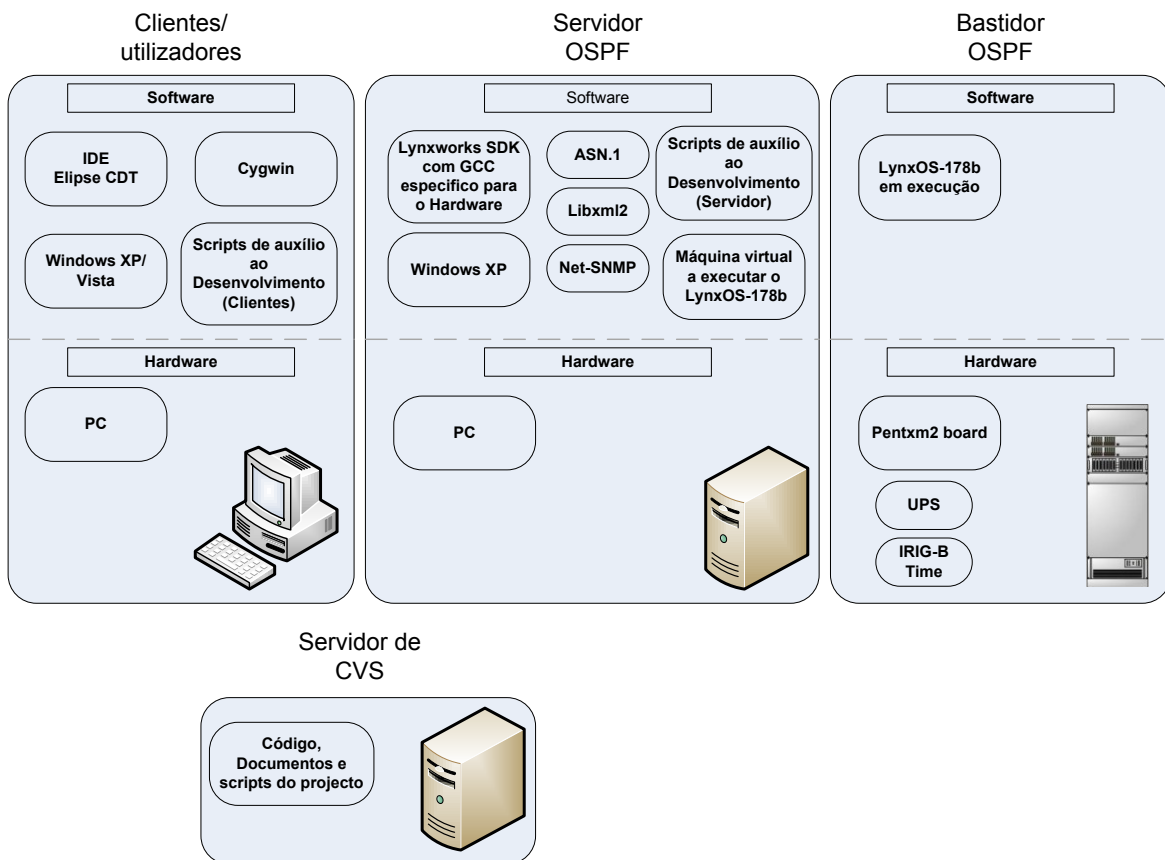 Clientes/
utilizadores
Software
IDE
Elipse CDT
Cygwin
Windows XP/
Vista
Scripts de auxílio
ao
Desenvolvimento
(Clientes)
Hardware
PC
Servidor
OSPF
Software
Lynxworks SDK
com GCC
especifico para
o Hardware
ASN.1
Libxml2
Net-SNMP
Scripts de auxílio
ao
Desenvolvimento
(Servidor)
Windows XP
Máquina virtual
a executar o
LynxOS-178b
Hardware
PC
Bastidor
OSPF
Software
LynxOS-178b
em execução
Hardware
Pentxm2 board
UPS
IRIG-B
Time
Servidor de
CVS
Código,
Documentos e
scripts do projecto